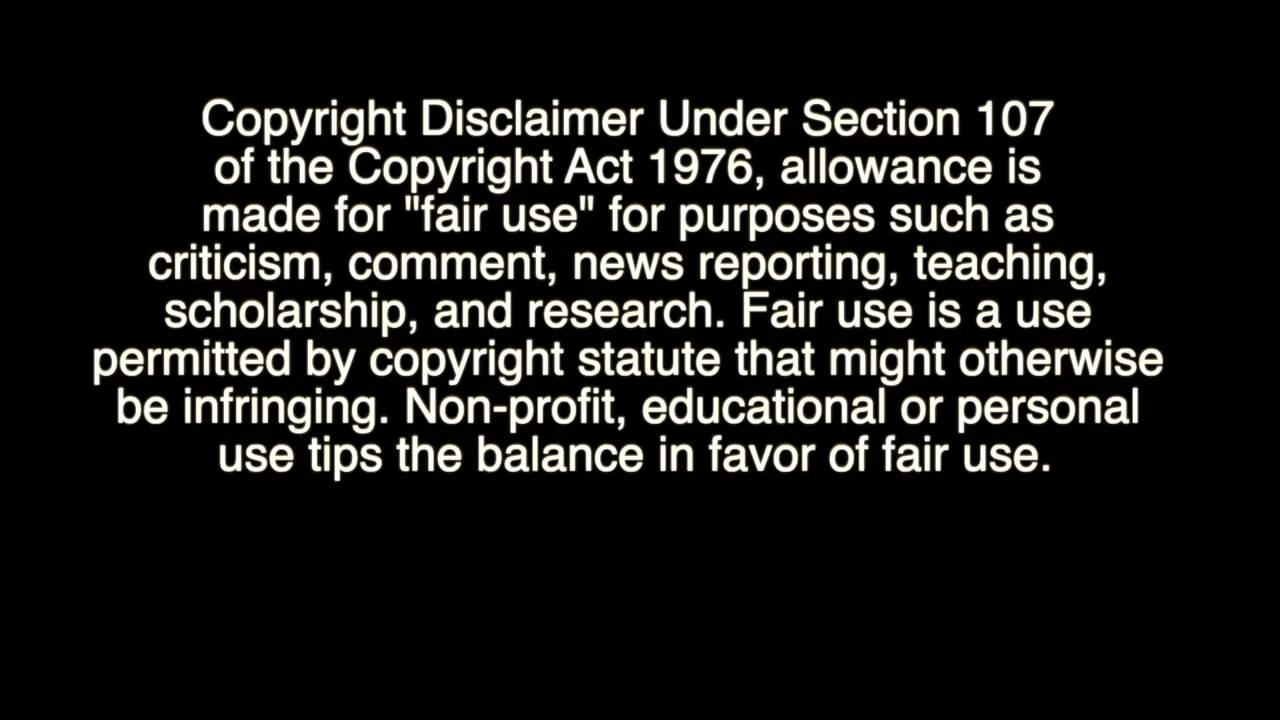 Copyright Disclaimer Under Section 107
of the Copyright Act 1976, allowance is
made for "fair use" for purposes such as
criticism, comment, news reporting, teaching,
scholarship, and research. Fair use is a use
permitted by copyright statute that might otherwise
be infringing. Non-profit, educational or personal
use tips the balance in favor of fair use.